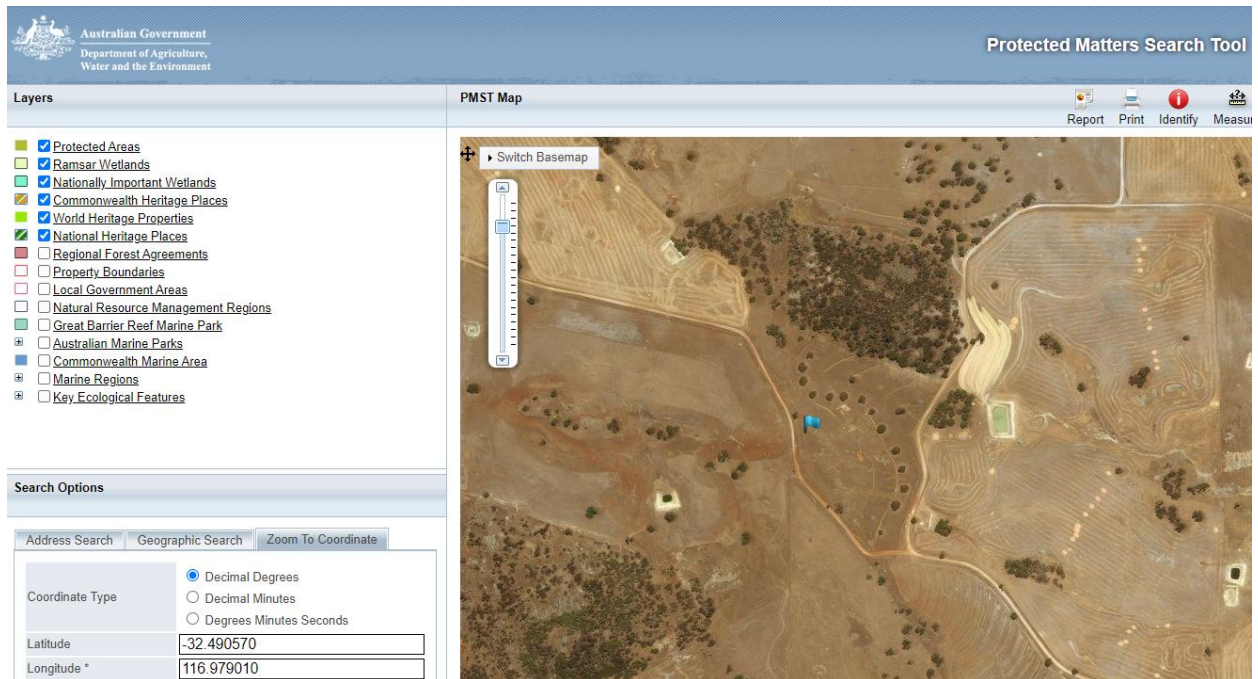 Australian Government
Department of Agriculture,
Water and the Environment
Protected Matters Search Tool
Layers
PMST Map
Report Print Identify Measur
Protected Areas
Ramsar Wetlands
Nationally Important Wetlands
Commonwealth Heritage Places
World Heritage Properties
National Heritage Places
Regional Forest Agreements
Property Boundaries
Local Government Areas
Natural Resource Management Regions
Great Barrier Reef Marine Park
Australian Marine Parks
Commonwealth Marine Area
Marine Regions
Key Ecological Features
Switch Basemap
Search Options
Address Search Geographic Search Zoom To Coordinate
Coordinate Type
Decimal Degrees
Decimal Minutes
Degrees Minutes Seconds
Latitude -32.490570
Longitude * 116.979010